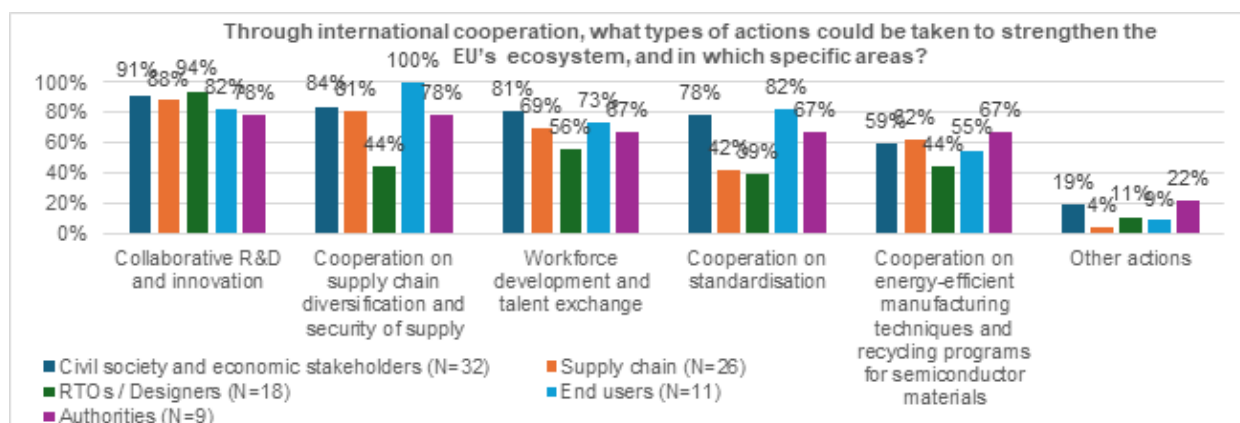 Through international cooperation, what types of actions could be taken to strengthen the
EU's ecosystem, and in which specific areas?
100%
80%
60%
40%
20%
0%
91%
88%
94%
82%
78%
84%
81%
44%
100%
78%
81%
69%
56%
73%
67%
78%
42%
39%
82%
67%
59%
62%
44%
55%
67%
19%
4%
11%
9%
22%
Collaborative R&D
and innovation
Cooperation on
supply chain
diversification and
security of supply
Workforce
development and
talent exchange
Cooperation on
standardisation
Cooperation on
energy-efficient
manufacturing
techniques and
recycling programs
for semiconductor
materials
Other actions
Civil society and economic stakeholders (N=32)
Supply chain (N=26)
RTOs / Designers (N=18)
End users (N=11)
Authorities (N=9)